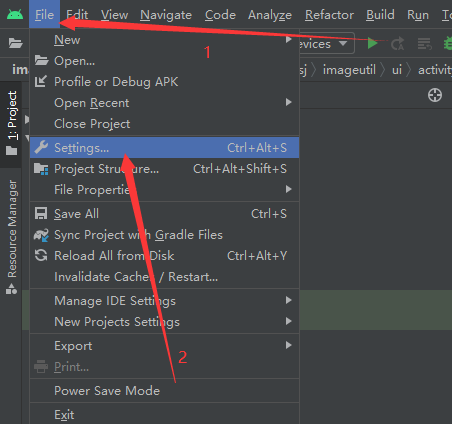 File Edit View Navigate Code Analyze Refactor Build Run
evices
1
New
ima sj imageutil ui activity
Open...
Profile or Debug APK
Open Recent
Close Project
1: Project
Settings... Ctrl+Alt+S
Project Structure... Ctrl+Alt+Shift+S
File Properties
Resource Manager
Save All Ctrl+S
Sync Project with Gradle Files
Reload All from Disk Ctrl+Alt+Y
Invalidate Caches / Restart...
Manage IDE Settings
New Projects Settings
Export
2
Print...
Power Save Mode
Exit